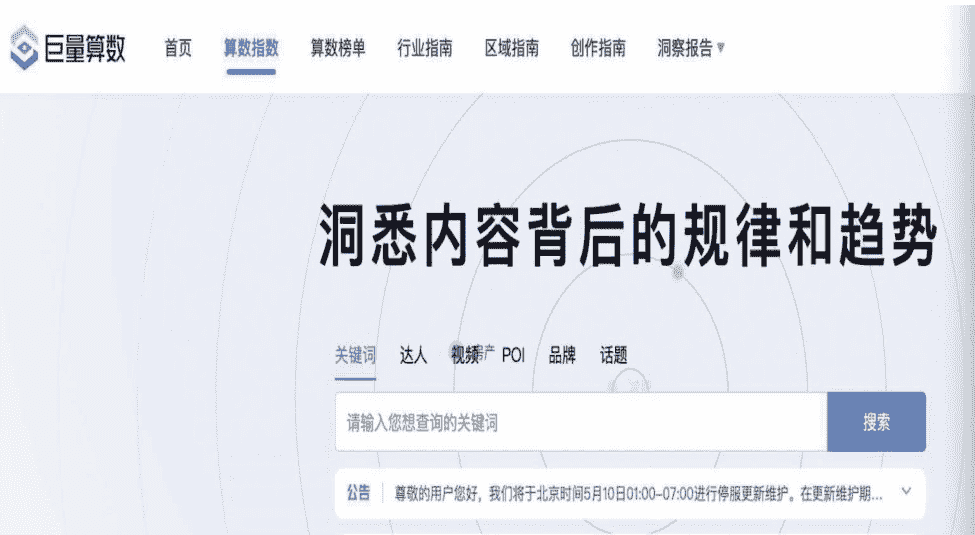 巨量算数 首页 算数指数 算数榜单 行业指南 区域指南 创作指南 洞察报告
洞悉内容背后的规律和趋势
关键词 达人 视频 POI 品牌 话题
请输入您想查询的关键词 搜索
公告 尊敬的用户您好，我们将于北京时间5月10日01:00-07:00进行停服更新维护。在更新维护期...